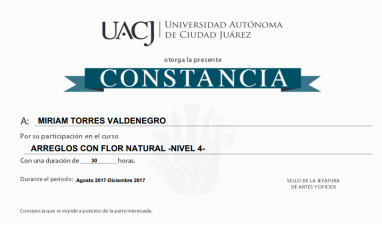 UACJ UNIVERSIDAD AUTÓNOMA
DE CIUDAD JUÁREZ
otorga la presente
CONSTANCIA
A: MIRIAM TORRES VALDENEGRO
Por su participación en el curso
ARREGLOS CON FLOR NATURAL -NIVEL 4-
Con una duración de 30 horas.
Durante el período: Agosto 2017-Diciembre 2017
SELLO DE LA JEFATURA
DE ARTES Y OFICIOS
Constancia que se expide a petición de la parte interesada.